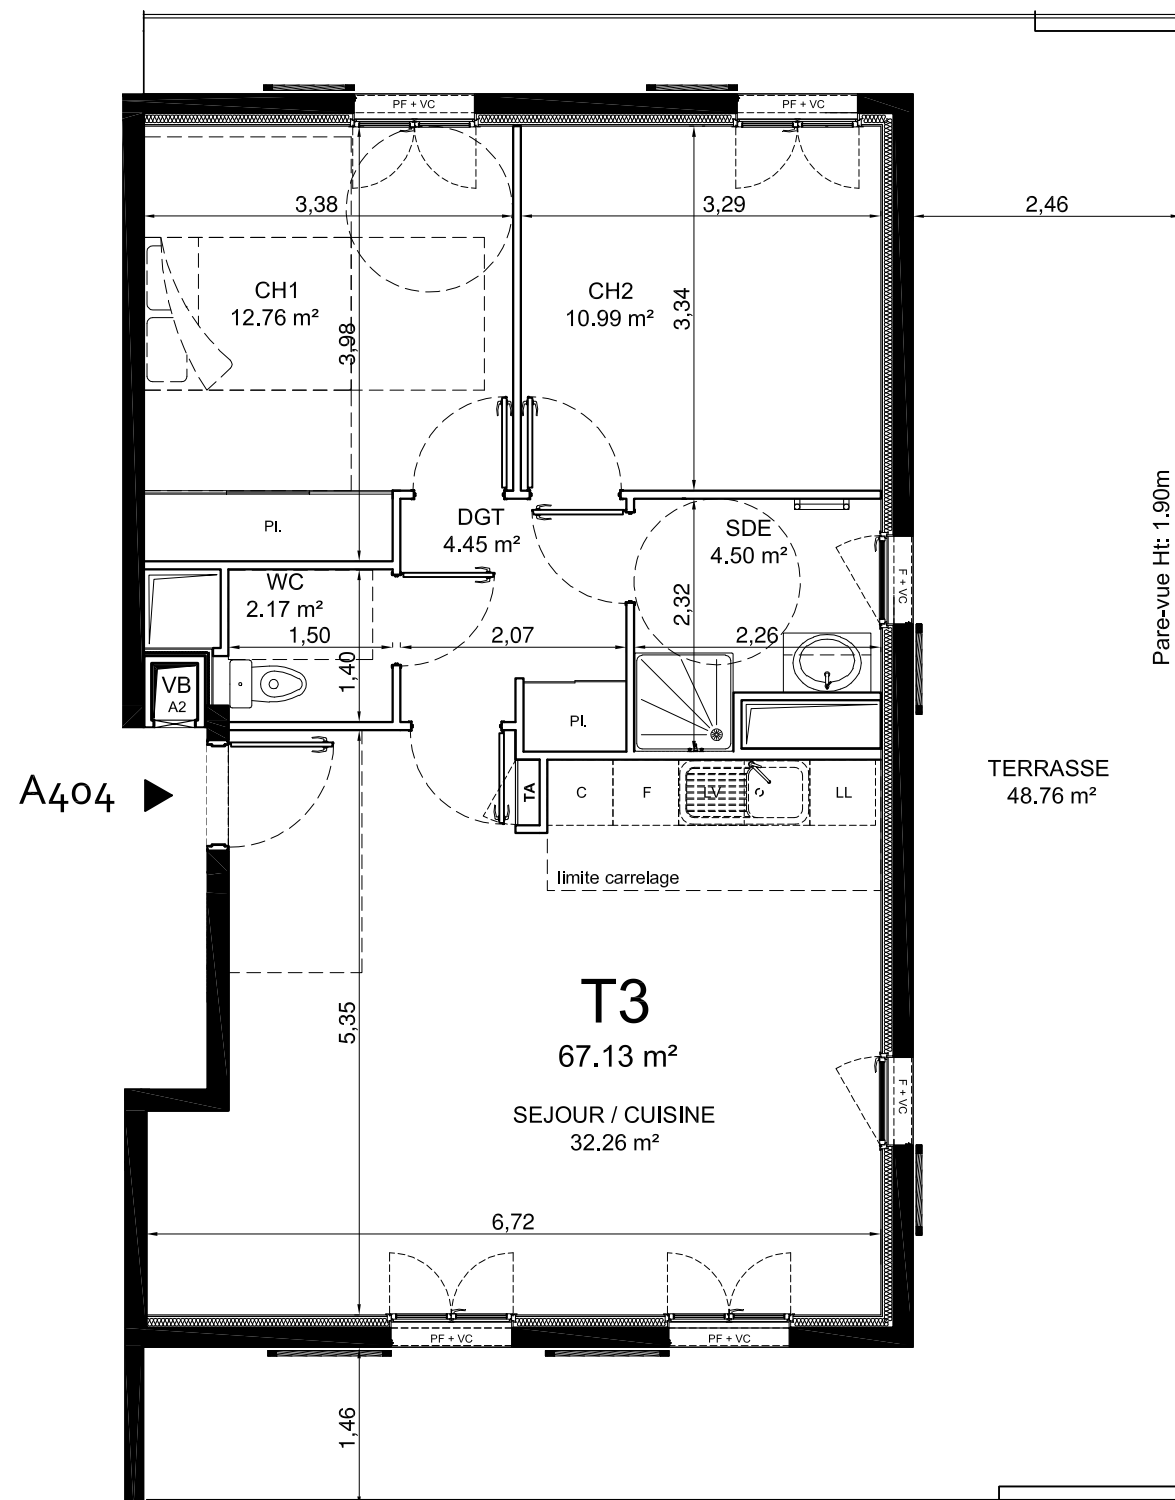 PF + VC
PF + VC
3,38
3,29
2,46
CH1
12.76 m²
CH2
10.99 m²
3,34
3,98
Pare-vue Ht: 1.90m
Pl.
DGT
4.45 m²
SDE
4.50 m²
F + VC
WC
2.17 m²
1,50
2,07
2,32
2,26
1,40
VB
A2
Pl.
A404
TA
C
F
LV
LL
TERRASSE
48.76 m²
limite carrelage
T3
67.13 m²
5,35
F + VC
SEJOUR / CUISINE
32.26 m²
6,72
PF + VC
PF + VC
1,46